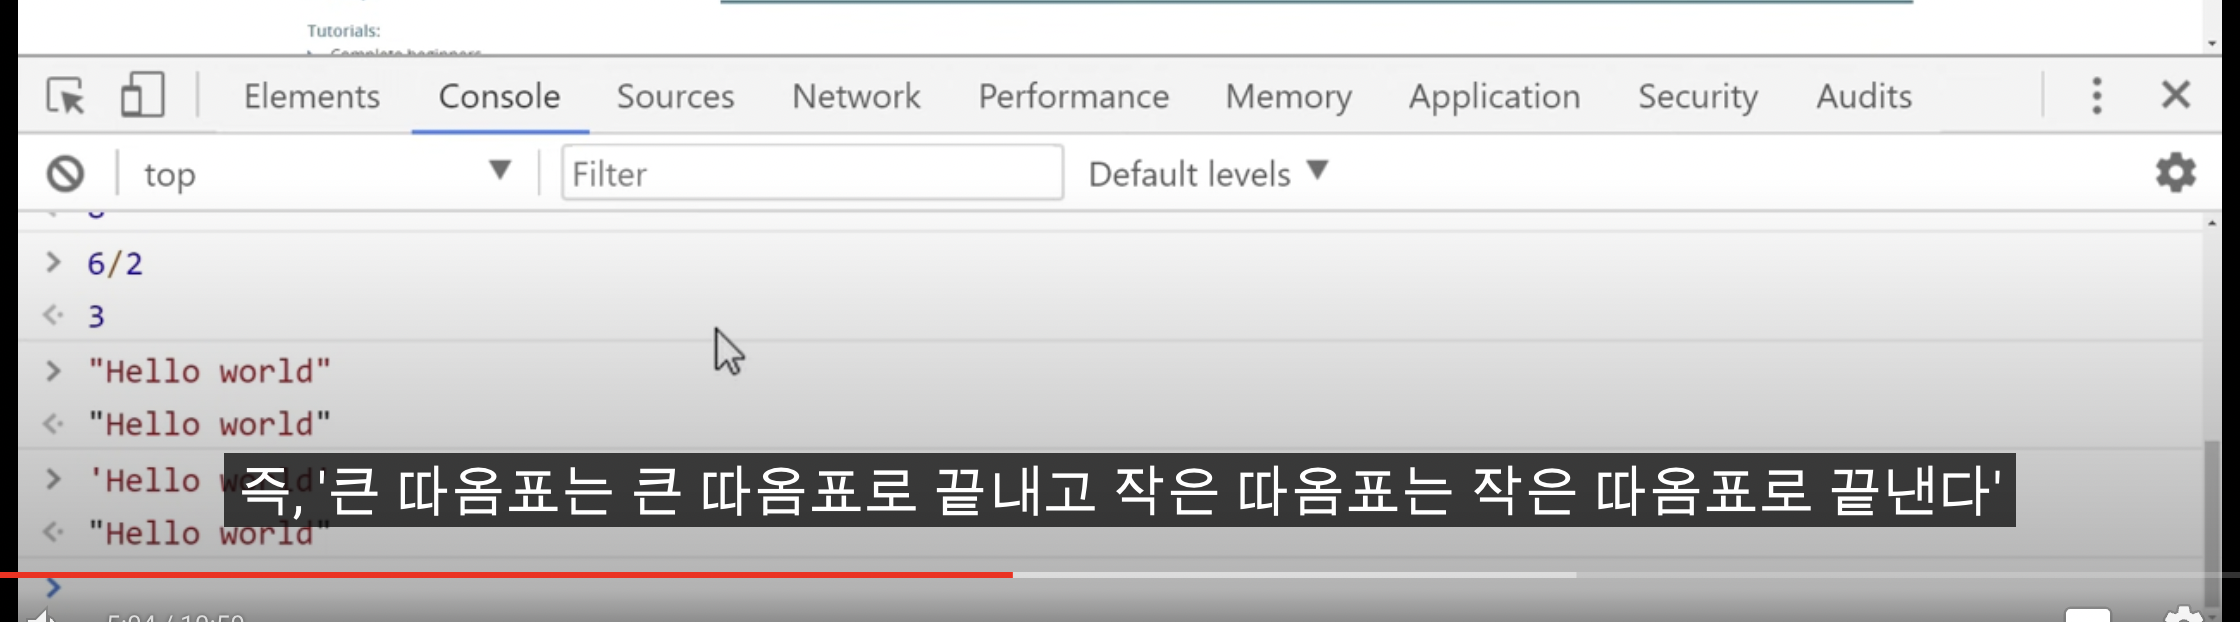 Tutorials:
Complete beginners
Elements Console Sources Network Performance Memory Application Security Audits
top Filter Default levels
> 6/2
3
> "Hello world"
"Hello world"
> 'Hello
"Hello world"
즉, '큰 따옴표는 큰 따옴표로 끝내고 작은 따옴표는 작은 따옴표로 끝낸다'
>